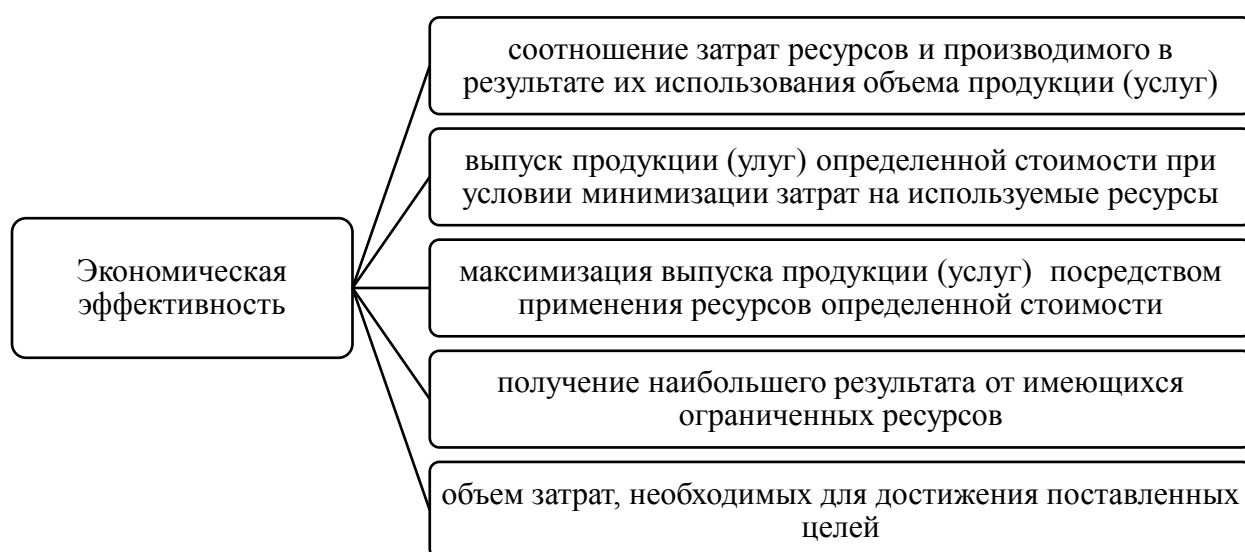 соотношение затрат ресурсов и производимого в
результате их использования объема продукции (услуг)
выпуск продукции (улуг) определенной стоимости при
условии минимизации затрат на используемые ресурсы
Экономическая
эффективность
максимизация выпуска продукции (услуг) посредством
применения ресурсов определенной стоимости
получение наибольшего результата от имеющихся
ограниченных ресурсов
объем затрат, необходимых для достижения поставленных
целей